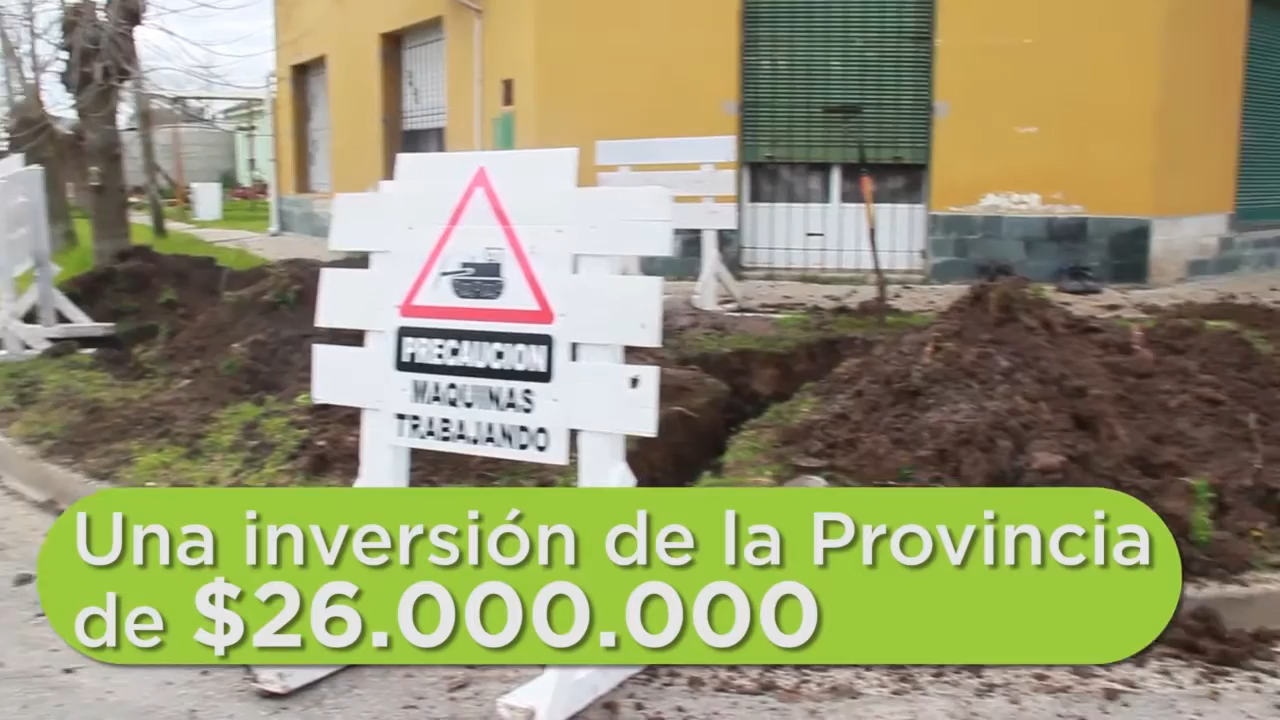 PRECAUCION
MAQUINAS
TRABAJANDO
Una inversión de la Provincia
de $26.000.000